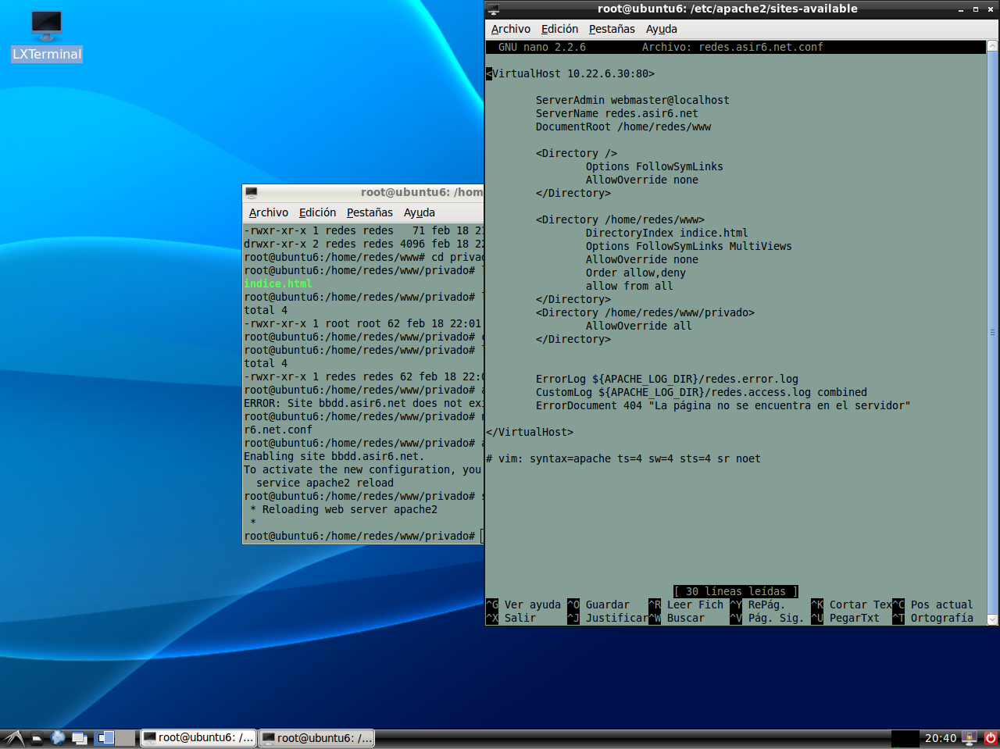 LXTerminal
root@ubuntu6: /hom
Archivo Edición Pestañas Ayuda
-rwxr-xr-x 1 redes redes   71 feb 18 21
drwxr-xr-x 2 redes redes 4096 feb 18 22
root@ubuntu6:/home/redes/www# cd privad
root@ubuntu6:/home/redes/www/privado# l
indice.html
root@ubuntu6:/home/redes/www/privado# l
total 4
-rwxr-xr-x 1 root root 62 feb 18 22:01
root@ubuntu6:/home/redes/www/privado# c
root@ubuntu6:/home/redes/www/privado# l
total 4
-rwxr-xr-x 1 redes redes 62 feb 18 22:0
root@ubuntu6:/home/redes/www/privado# a
ERROR: Site bbdd.asir6.net does not exi
root@ubuntu6:/home/redes/www/privado# n
r6.net.conf
root@ubuntu6:/home/redes/www/privado# a
Enabling site bbdd.asir6.net.
To activate the new configuration, you
  service apache2 reload
root@ubuntu6:/home/redes/www/privado# s
 * Reloading web server apache2
 *
root@ubuntu6:/home/redes/www/privado#
root@ubuntu6: /etc/apache2/sites-available
Archivo Edición Pestañas Ayuda
GNU nano 2.2.6 Archivo: redes.asir6.net.conf
<VirtualHost 10.22.6.30:80>
ServerAdmin webmaster@localhost
ServerName redes.asir6.net
DocumentRoot /home/redes/www
<Directory />
Options FollowSymLinks
AllowOverride none
</Directory>
<Directory /home/redes/www>
DirectoryIndex indice.html
Options FollowSymLinks MultiViews
AllowOverride none
Order allow,deny
allow from all
</Directory>
<Directory /home/redes/www/privado>
AllowOverride all
</Directory>
ErrorLog ${APACHE_LOG_DIR}/redes.error.log
CustomLog ${APACHE_LOG_DIR}/redes.access.log combined
ErrorDocument 404 "La página no se encuentra en el servidor"
</VirtualHost>
# vim: syntax=apache ts=4 sw=4 sts=4 sr noet
[ 30 líneas leídas ]
^G Ver ayuda ^O Guardar ^R Leer Fich ^Y RePág. ^K Cortar Tex^C Pos actual
^X Salir ^J Justificar^W Buscar ^V Pág. Sig. ^U PegarTxt ^T Ortografía
root@ubuntu6: /... root@ubuntu6: /... 20:40